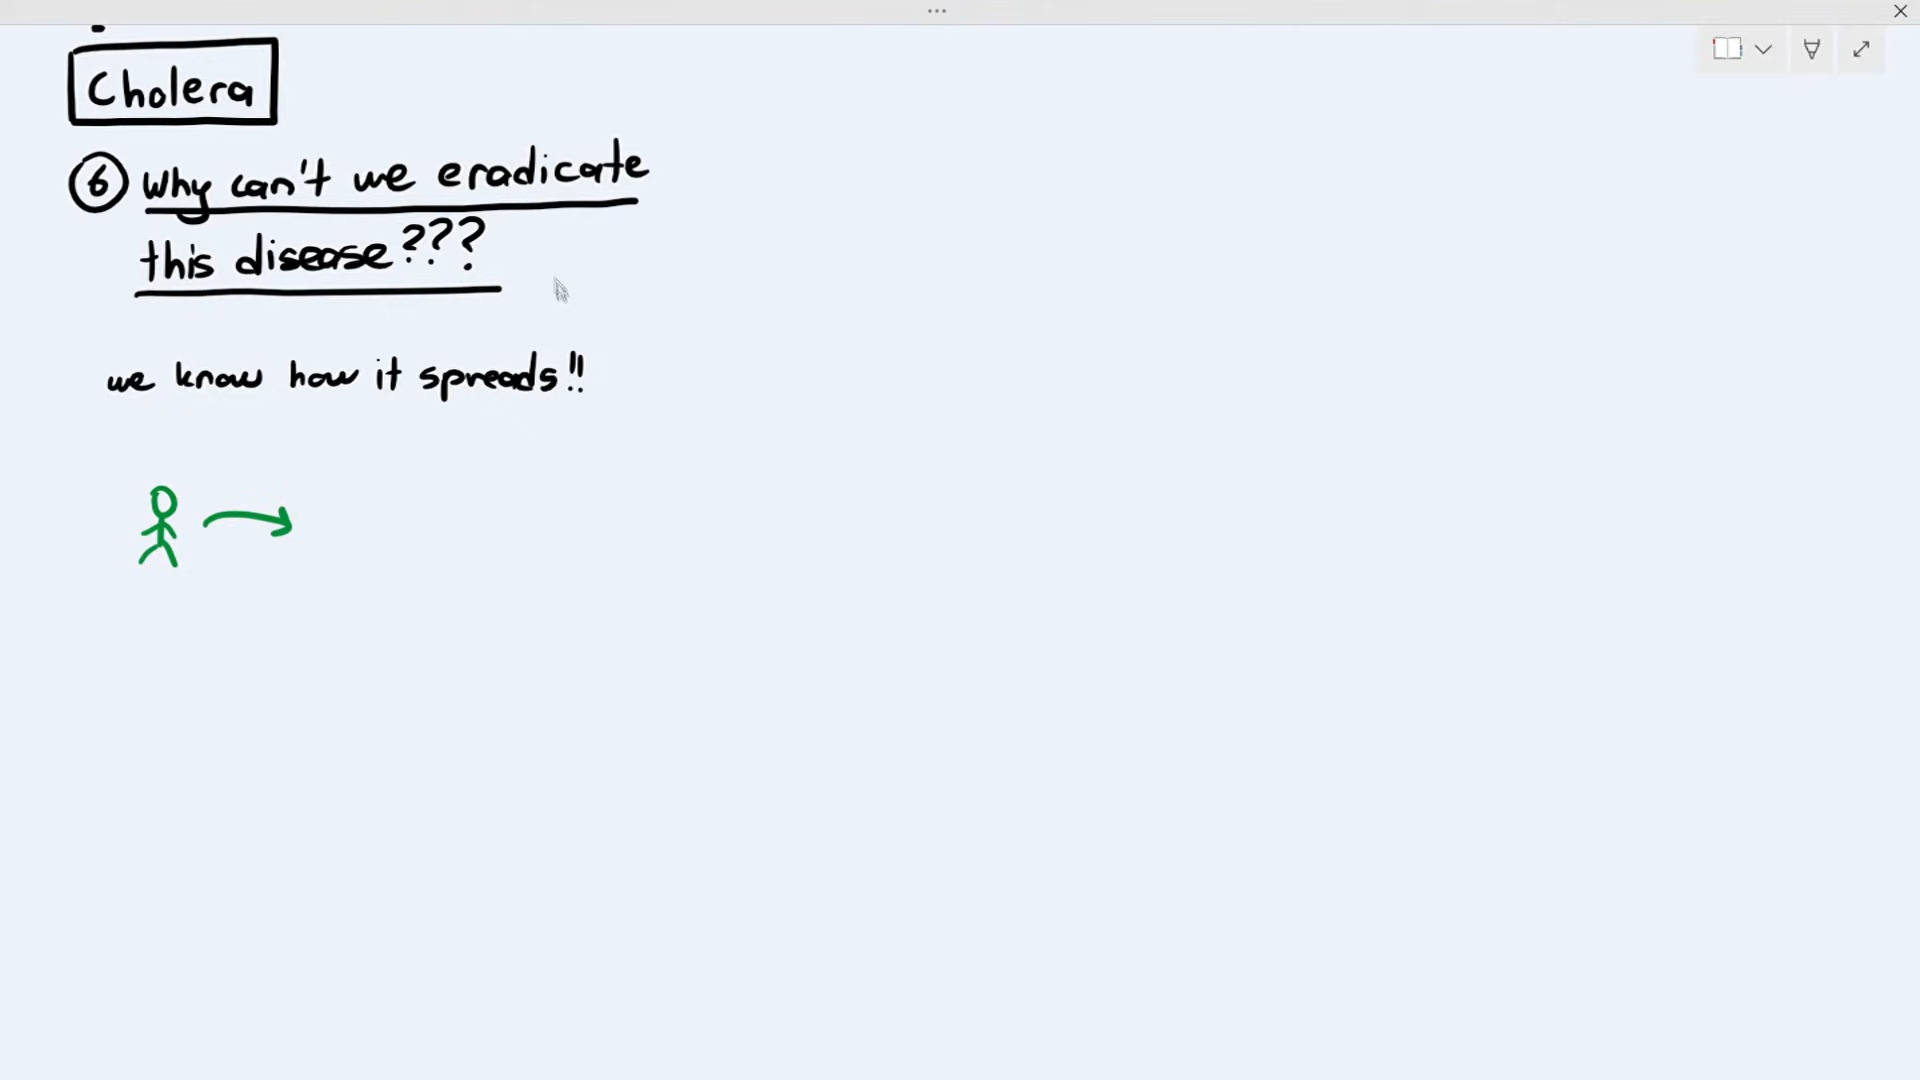 Cholera
6 Why can't we eradicate
this disease???
we know how it spreads!!